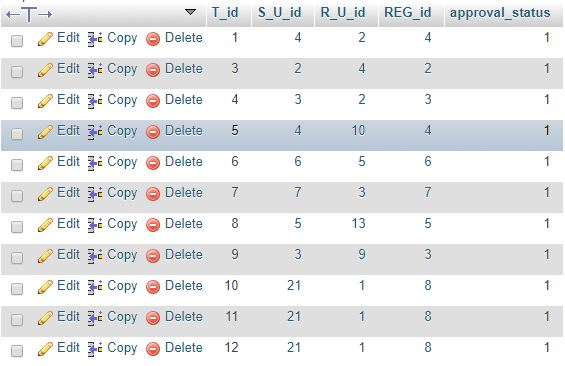 ←T→ T_id S_U_id R_U_id REG_id approval_status
Edit Copy Delete 1 4 2 4 1
Edit Copy Delete 3 2 4 2 1
Edit Copy Delete 4 3 2 3 1
Edit Copy Delete 5 4 10 4 1
Edit Copy Delete 6 6 5 6 1
Edit Copy Delete 7 7 3 7 1
Edit Copy Delete 8 5 13 5 1
Edit Copy Delete 9 3 9 3 1
Edit Copy Delete 10 21 1 8 1
Edit Copy Delete 11 21 1 8 1
Edit Copy Delete 12 21 1 8 1